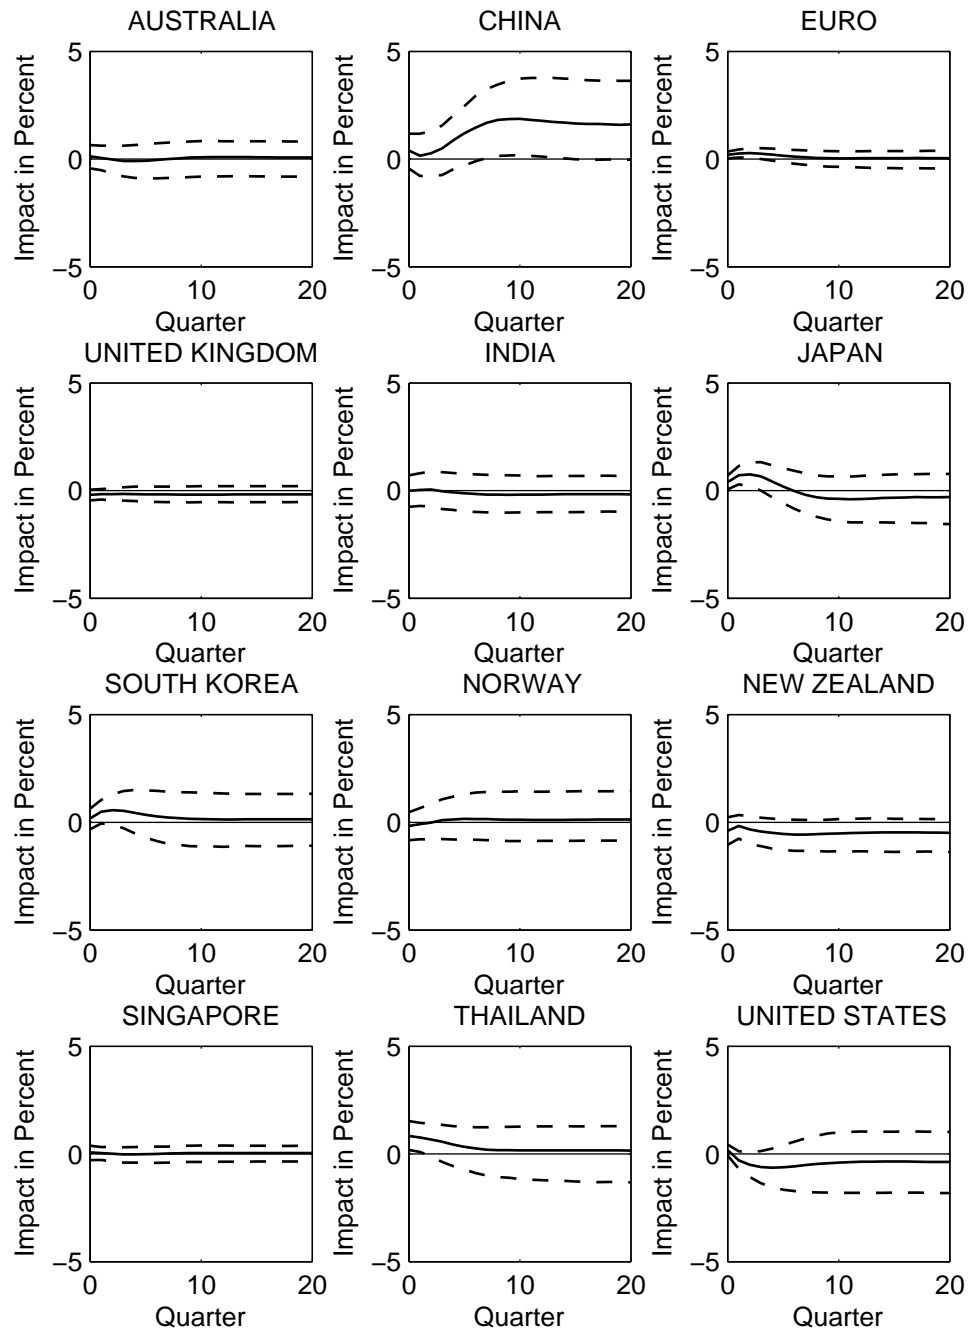 AUSTRALIA CHINA EURO
Impact in Percent Impact in Percent Impact in Percent
5 5 5
0 0 0
−5 −5 −5
0 10 20 0 10 20 0 10 20
Quarter Quarter Quarter
UNITED KINGDOM INDIA JAPAN
Impact in Percent Impact in Percent Impact in Percent
5 5 5
0 0 0
−5 −5 −5
0 10 20 0 10 20 0 10 20
Quarter Quarter Quarter
SOUTH KOREA NORWAY NEW ZEALAND
Impact in Percent Impact in Percent Impact in Percent
5 5 5
0 0 0
−5 −5 −5
0 10 20 0 10 20 0 10 20
Quarter Quarter Quarter
SINGAPORE THAILAND UNITED STATES
Impact in Percent Impact in Percent Impact in Percent
5 5 5
0 0 0
−5 −5 −5
0 10 20 0 10 20 0 10 20
Quarter Quarter Quarter